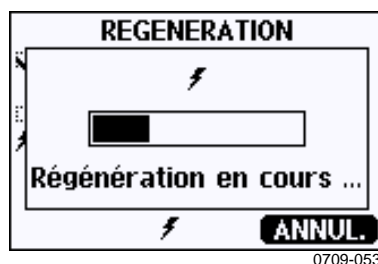 REGENERATION
Régénération en cours ...
ANNUL.
0709-053